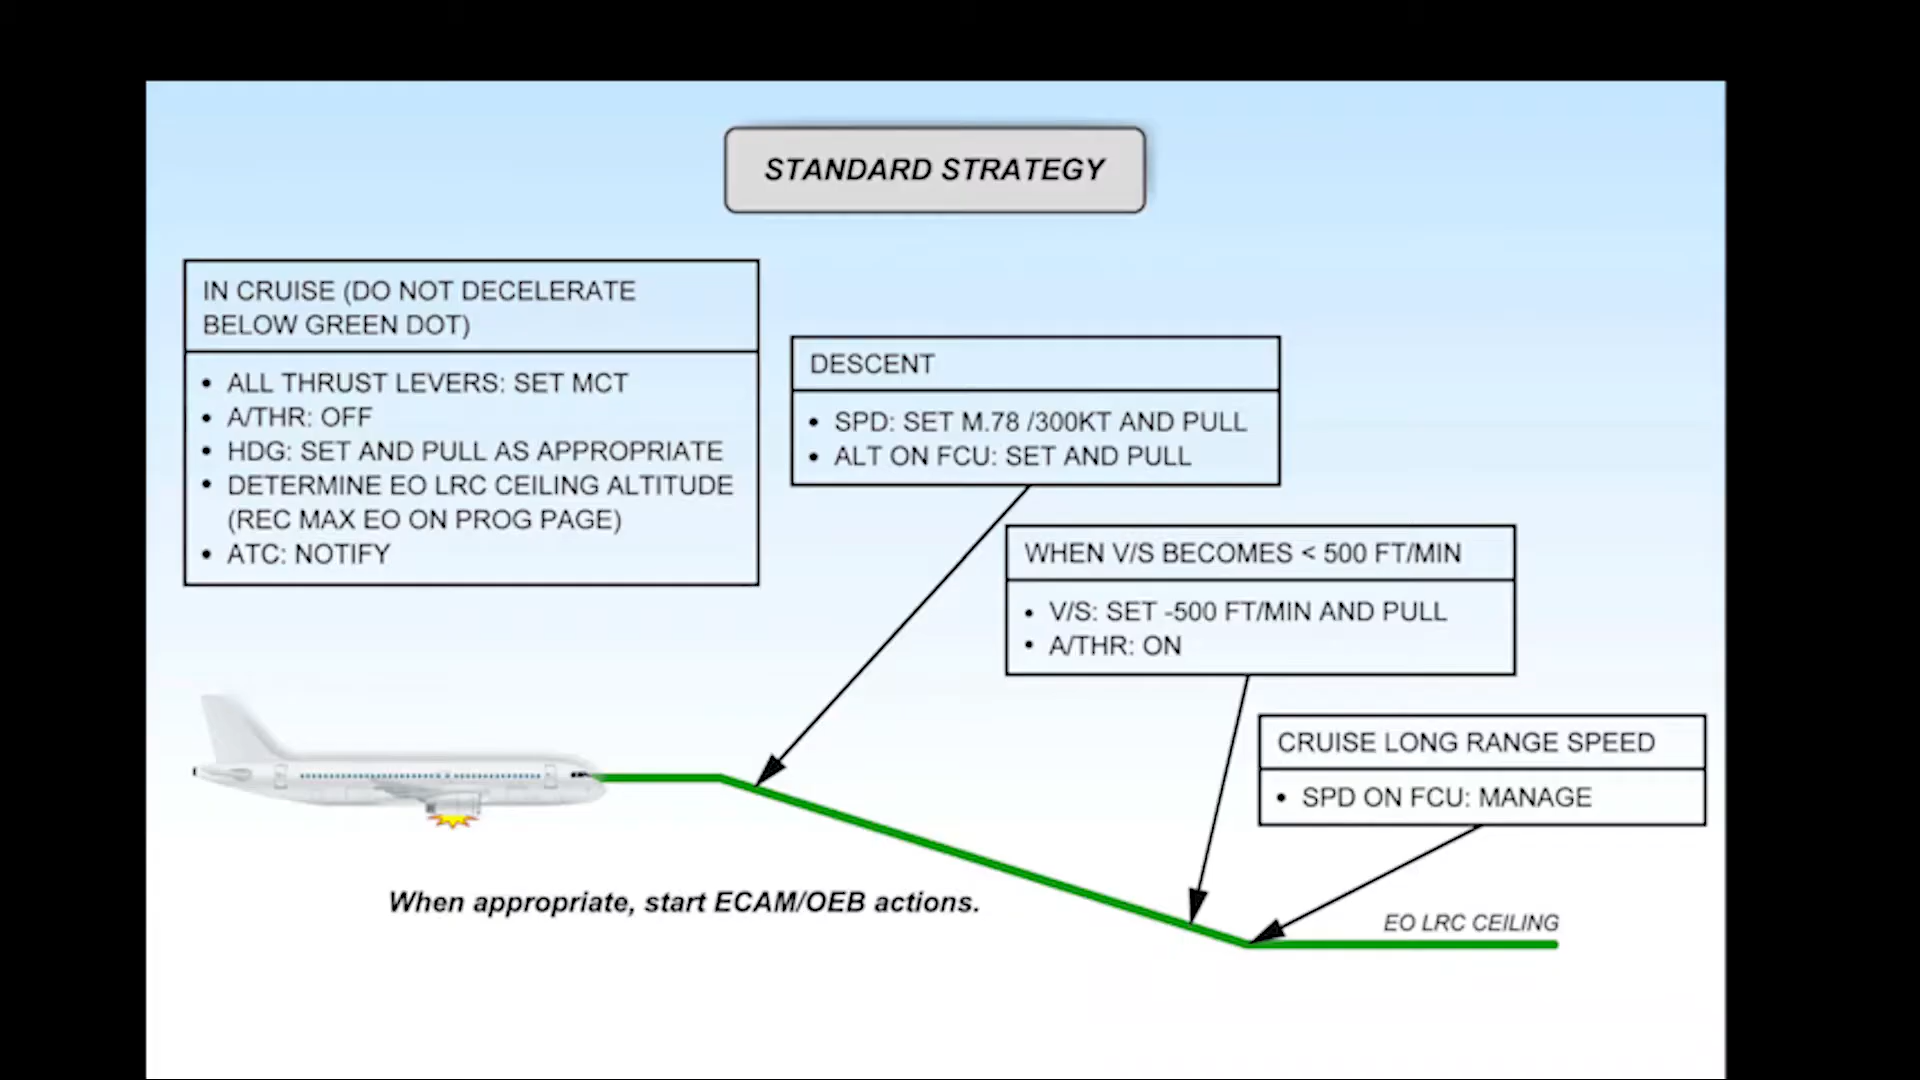 STANDARD STRATEGY
IN CRUISE (DO NOT DECELERATE
BELOW GREEN DOT)
• ALL THRUST LEVERS: SET MCT
• A/THR: OFF
• HDG: SET AND PULL AS APPROPRIATE
• DETERMINE EO LRC CEILING ALTITUDE
(REC MAX EO ON PROG PAGE)
• ATC: NOTIFY
DESCENT
• SPD: SET M.78 /300KT AND PULL
• ALT ON FCU: SET AND PULL
WHEN V/S BECOMES < 500 FT/MIN
• V/S: SET -500 FT/MIN AND PULL
• A/THR: ON
CRUISE LONG RANGE SPEED
• SPD ON FCU: MANAGE
When appropriate, start ECAM/OEB actions.
EO LRC CEILING